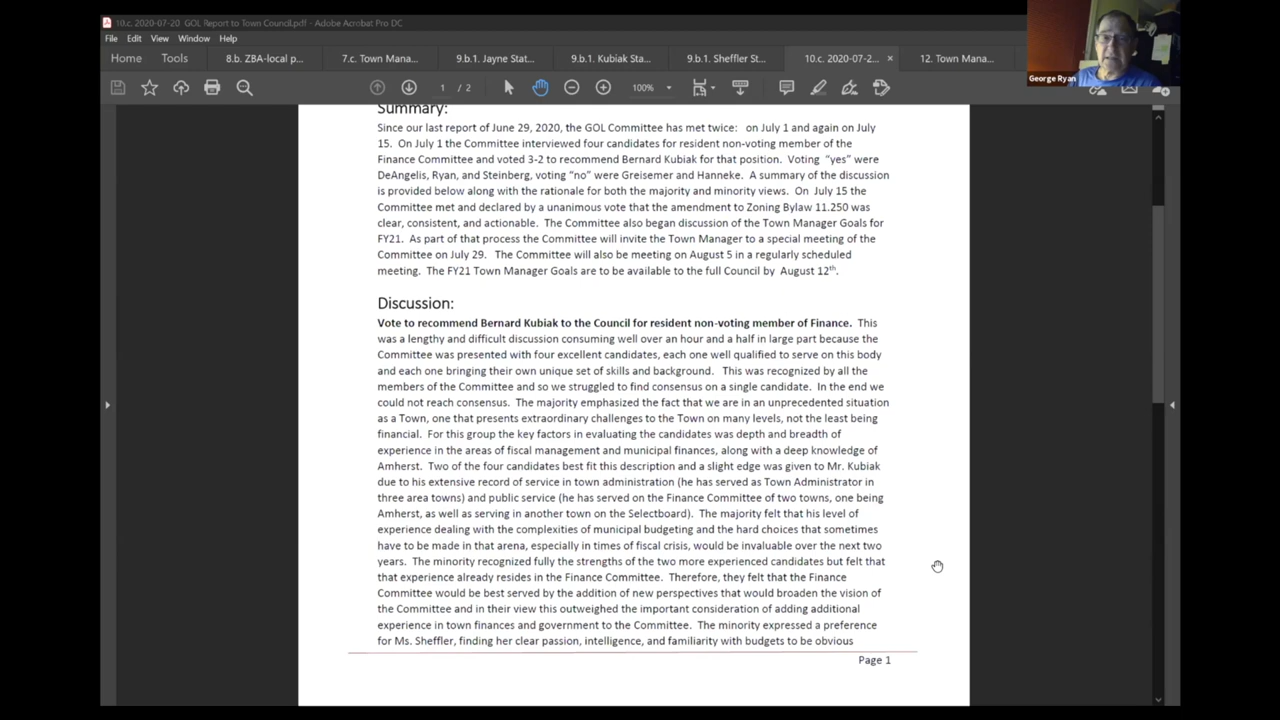 10.c. 2020-07-20 GOL Report to Town Council.pdf - Adobe Acrobat Pro DC
File Edit View Window Help
Home Tools 8.b. ZBA-local p... 7.c. Town Mana... 9.b.1. Jayne Stat... 9.b.1. Kubiak Sta... 9.b.1. Sheffler St... 10.c. 2020-07-2... × 12. Town Mana...
George Ryan
1 / 2 100%
Summary:
Since our last report of June 29, 2020, the GOL Committee has met twice: on July 1 and again on July
15. On July 1 the Committee interviewed four candidates for resident non-voting member of the
Finance Committee and voted 3-2 to recommend Bernard Kubiak for that position. Voting "yes" were
DeAngelis, Ryan, and Steinberg, voting "no" were Greisemer and Hanneke. A summary of the discussion
is provided below along with the rationale for both the majority and minority views. On July 15 the
Committee met and declared by a unanimous vote that the amendment to Zoning Bylaw 11.250 was
clear, consistent, and actionable. The Committee also began discussion of the Town Manager Goals for
FY21. As part of that process the Committee will invite the Town Manager to a special meeting of the
Committee on July 29. The Committee will also be meeting on August 5 in a regularly scheduled
meeting. The FY21 Town Manager Goals are to be available to the full Council by August 12th.
Discussion:
Vote to recommend Bernard Kubiak to the Council for resident non-voting member of Finance. This
was a lengthy and difficult discussion consuming well over an hour and a half in large part because the
Committee was presented with four excellent candidates, each one well qualified to serve on this body
and each one bringing their own unique set of skills and background. This was recognized by all the
members of the Committee and so we struggled to find consensus on a single candidate. In the end we
could not reach consensus. The majority emphasized the fact that we are in an unprecedented situation
as a Town, one that presents extraordinary challenges to the Town on many levels, not the least being
financial. For this group the key factors in evaluating the candidates was depth and breadth of
experience in the areas of fiscal management and municipal finances, along with a deep knowledge of
Amherst. Two of the four candidates best fit this description and a slight edge was given to Mr. Kubiak
due to his extensive record of service in town administration (he has served as Town Administrator in
three area towns) and public service (he has served on the Finance Committee of two towns, one being
Amherst, as well as serving in another town on the Selectboard). The majority felt that his level of
experience dealing with the complexities of municipal budgeting and the hard choices that sometimes
have to be made in that arena, especially in times of fiscal crisis, would be invaluable over the next two
years. The minority recognized fully the strengths of the two more experienced candidates but felt that
that experience already resides in the Finance Committee. Therefore, they felt that the Finance
Committee would be best served by the addition of new perspectives that would broaden the vision of
the Committee and in their view this outweighed the important consideration of adding additional
experience in town finances and government to the Committee. The minority expressed a preference
for Ms. Sheffler, finding her clear passion, intelligence, and familiarity with budgets to be obvious
Page 1